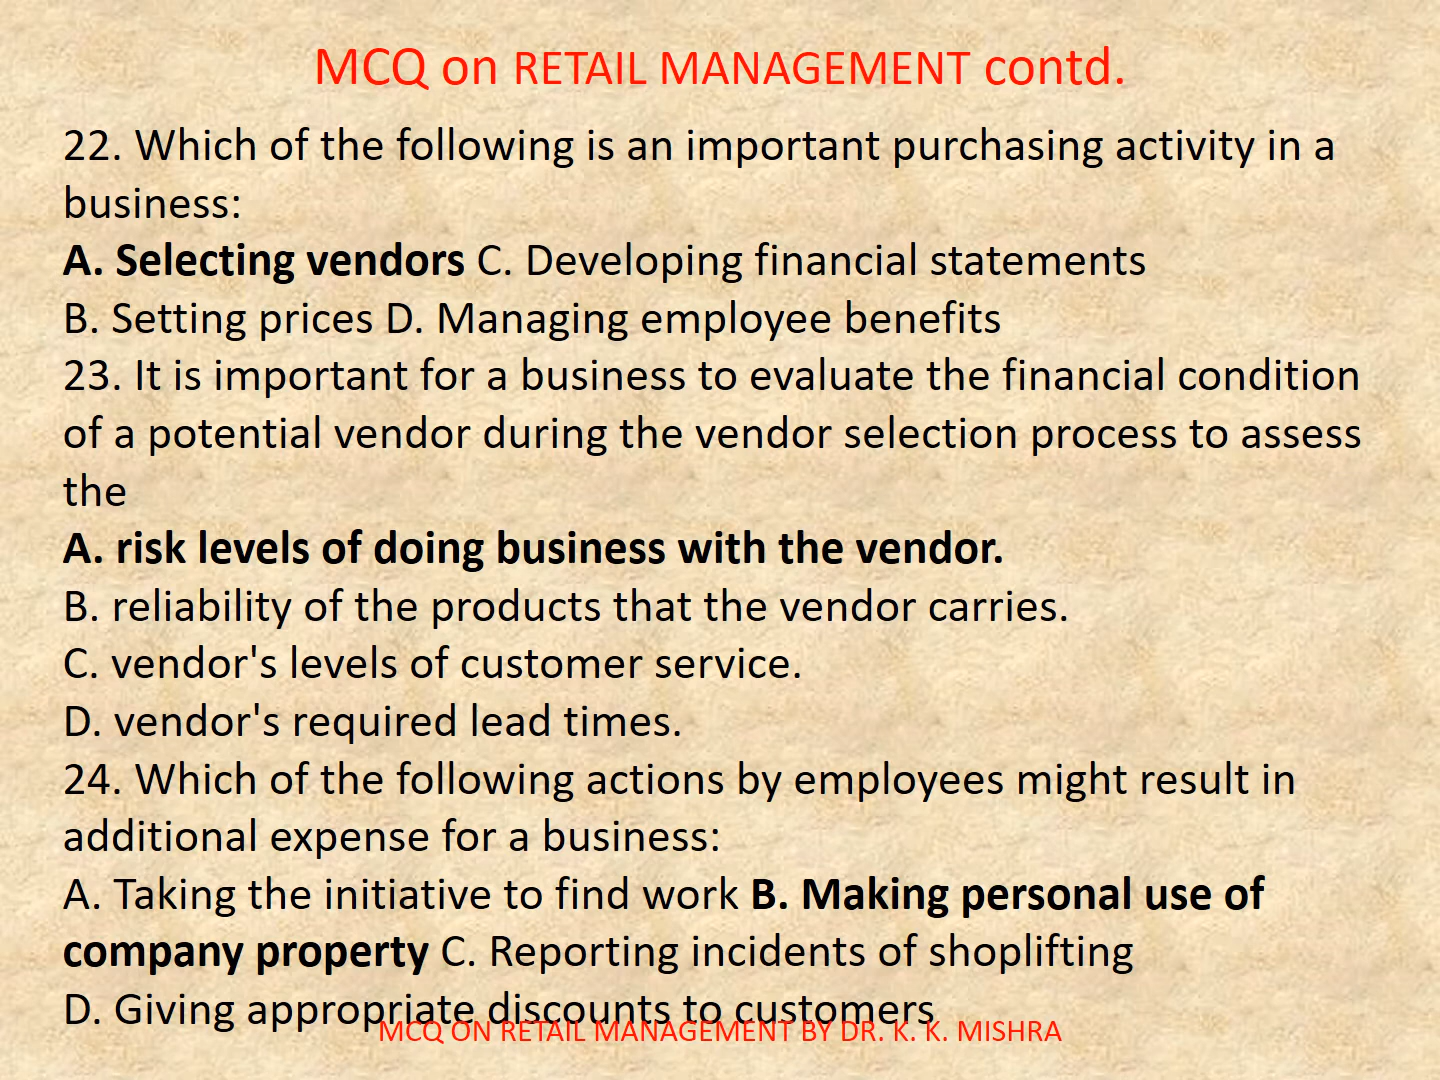 MCQ on RETAIL MANAGEMENT contd.
22. Which of the following is an important purchasing activity in a
business:
A. Selecting vendors C. Developing financial statements
B. Setting prices D. Managing employee benefits
23. It is important for a business to evaluate the financial condition
of a potential vendor during the vendor selection process to assess
the
A. risk levels of doing business with the vendor.
B. reliability of the products that the vendor carries.
C. vendor's levels of customer service.
D. vendor's required lead times.
24. Which of the following actions by employees might result in
additional expense for a business:
A. Taking the initiative to find work B. Making personal use of
company property C. Reporting incidents of shoplifting
D. Giving appropriate discounts to customers
MCQ ON RETAIL MANAGEMENT BY DR. K. K. MISHRA